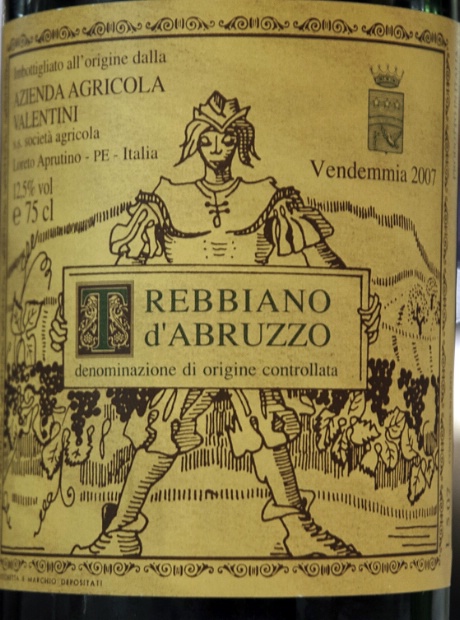 Imbottigliato all'origine dalla
AZIENDA AGRICOLA
VALENTINI
s.s. società agricola
Loreto Aprutino - PE - Italia
12.5% vol
e 75 cl
Vendemmia 2007
TREBBIANO
d'ABRUZZO
denominazione di origine controllata
E MARCHIO DEPOSITATI